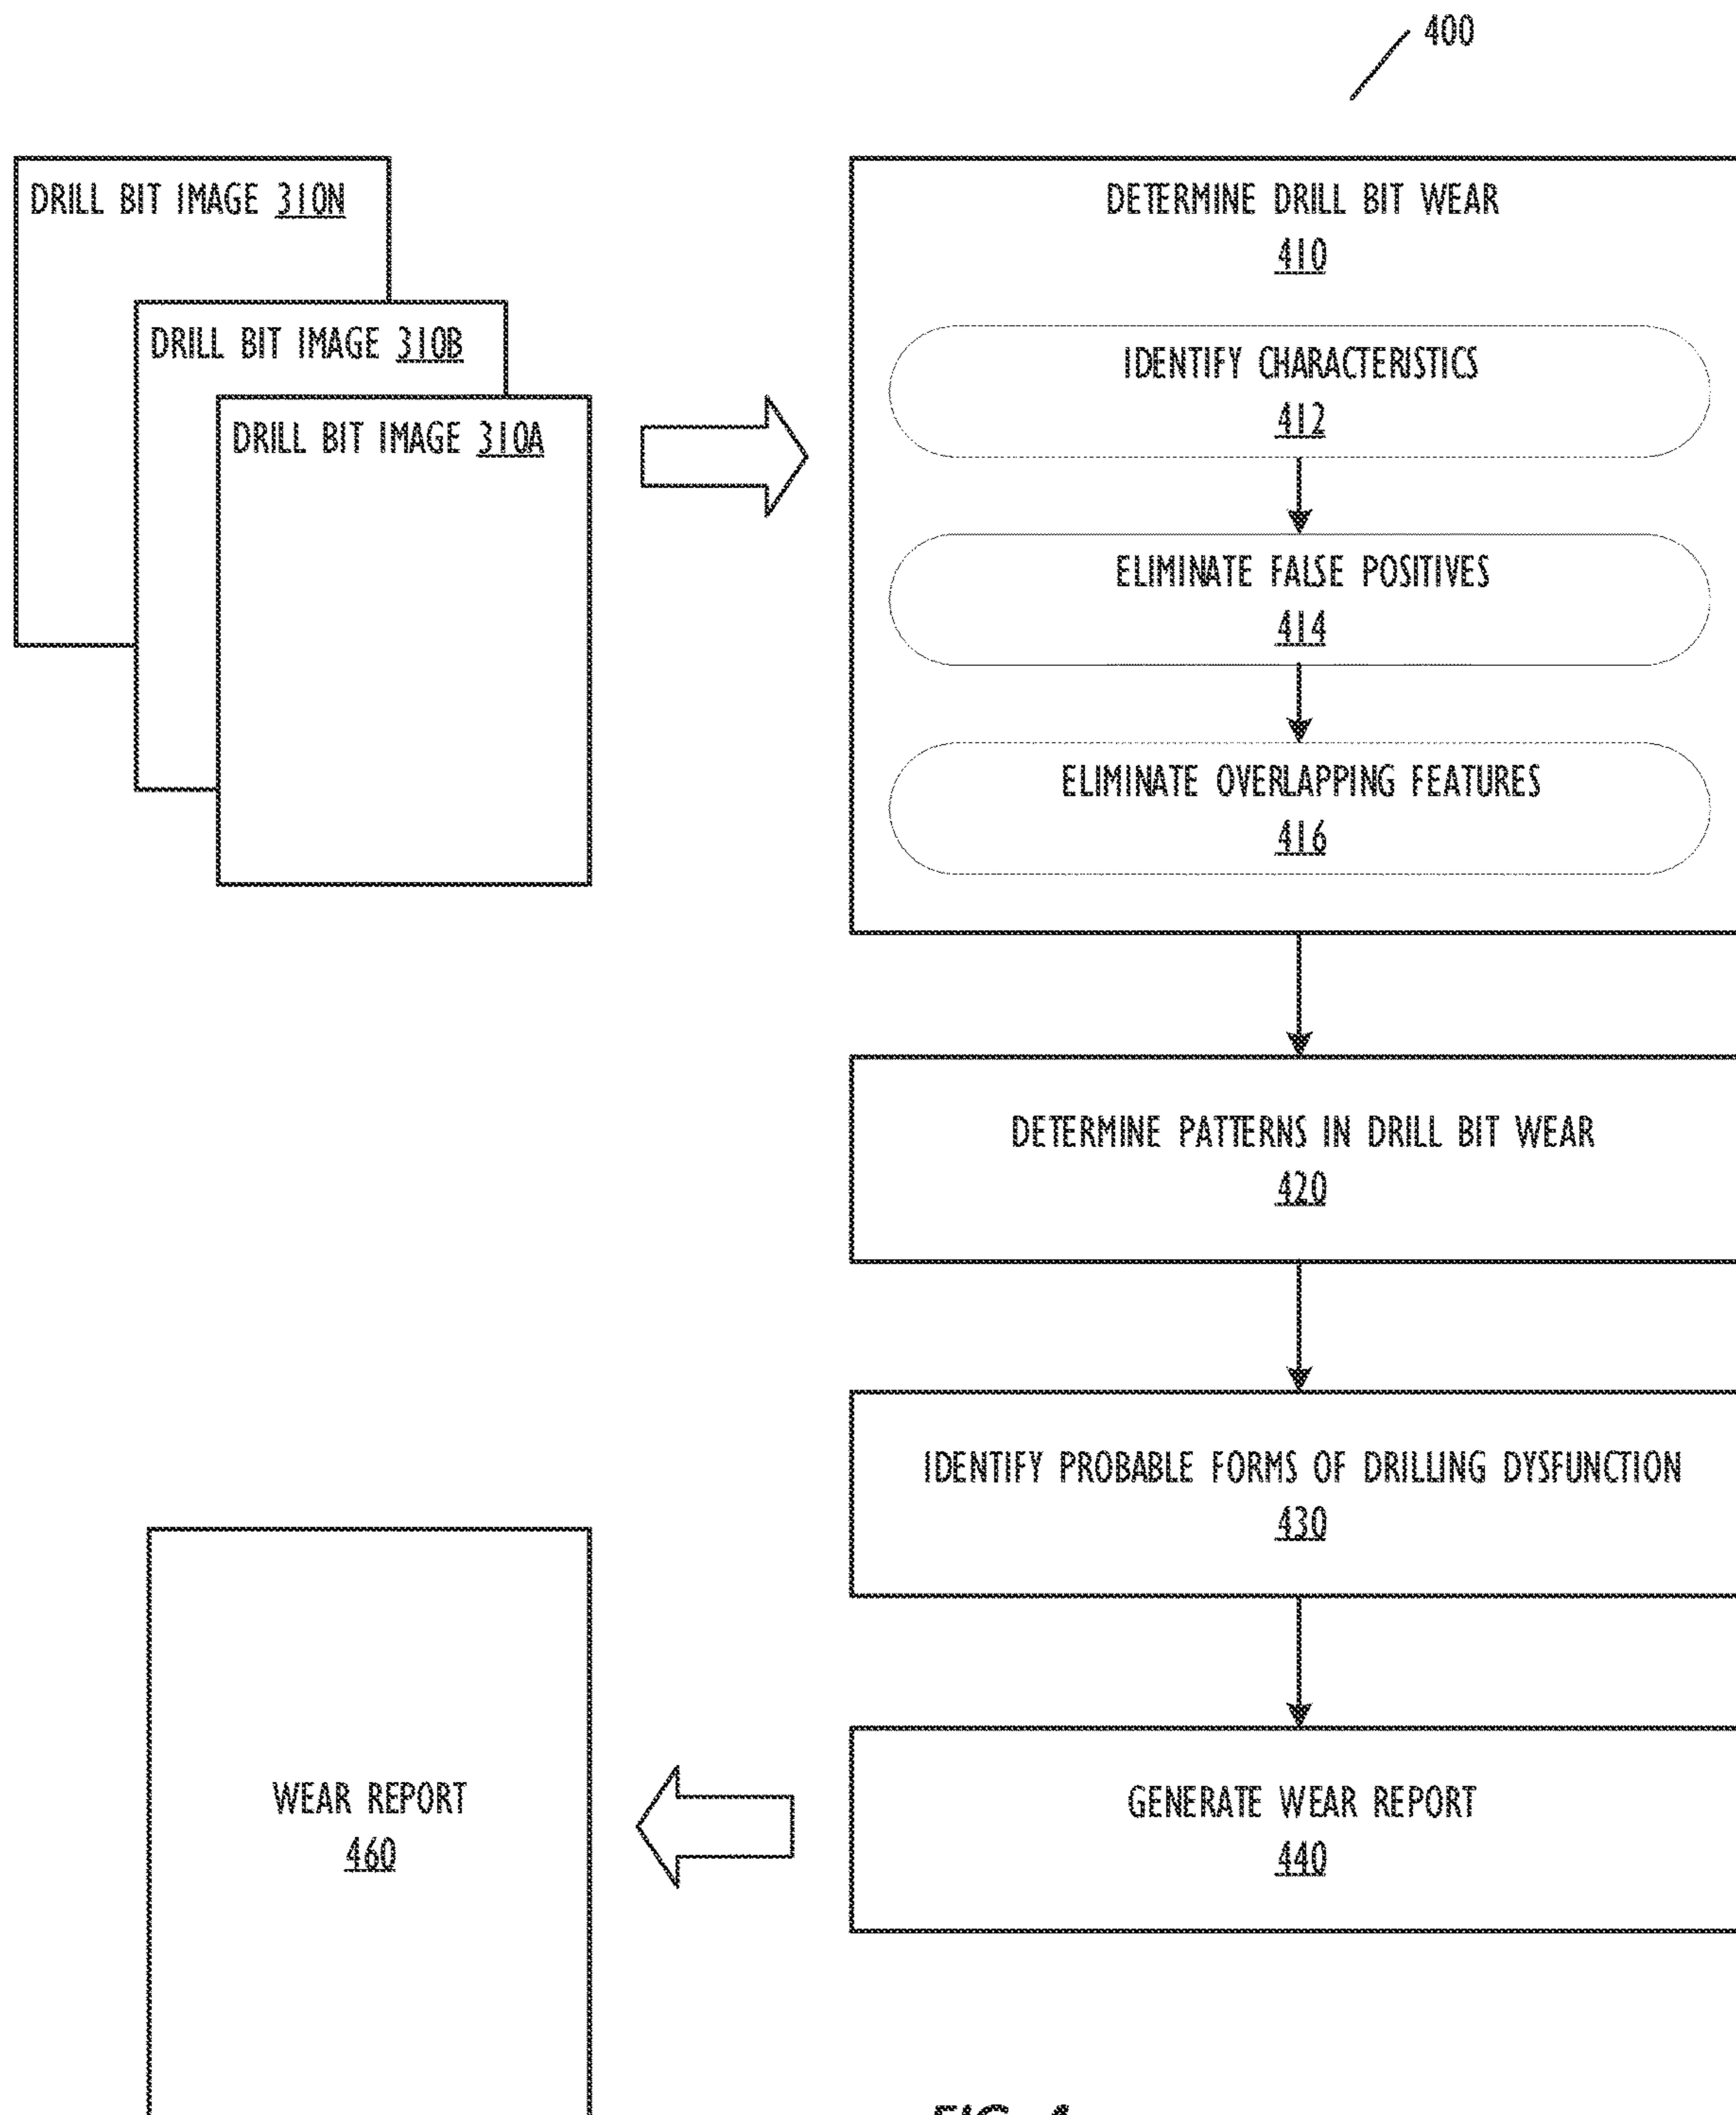 400
DRILL BIT IMAGE 310N
DRILL BIT IMAGE 310B
DRILL BIT IMAGE 310A
DETERMINE DRILL BIT WEAR
410
IDENTIFY CHARACTERISTICS
412
ELIMINATE FALSE POSITIVES
414
ELIMINATE OVERLAPPING FEATURES
416
DETERMINE PATTERNS IN DRILL BIT WEAR
420
IDENTIFY PROBABLE FORMS OF DRILLING DYSFUNCTION
430
GENERATE WEAR REPORT
440
WEAR REPORT
460
FIG. 4